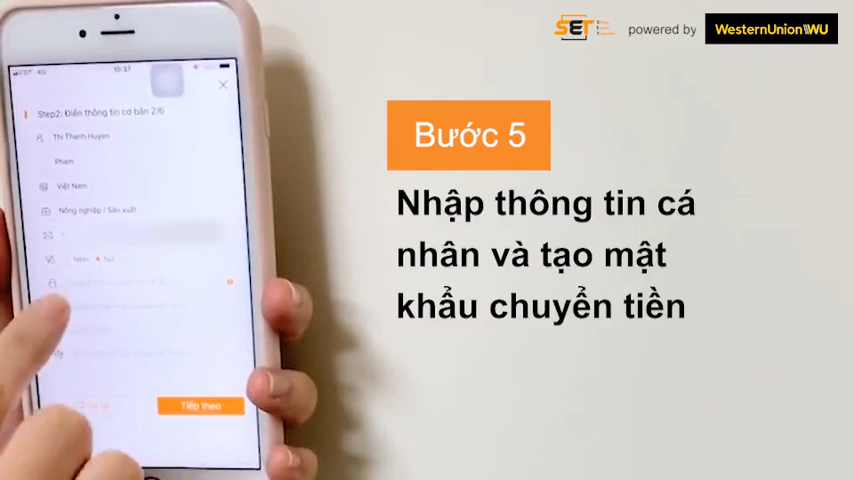 SET
powered by
WesternUnion WU
15:37
Step2: Điền thông tin cơ bản 2/6
Thi Thanh Huyen
Pham
Việt Nam
Nông nghiệp / Sản xuất
Nam
Nữ
Tiếp theo
Bước 5
Nhập thông tin cá
nhân và tạo mật
khẩu chuyển tiền